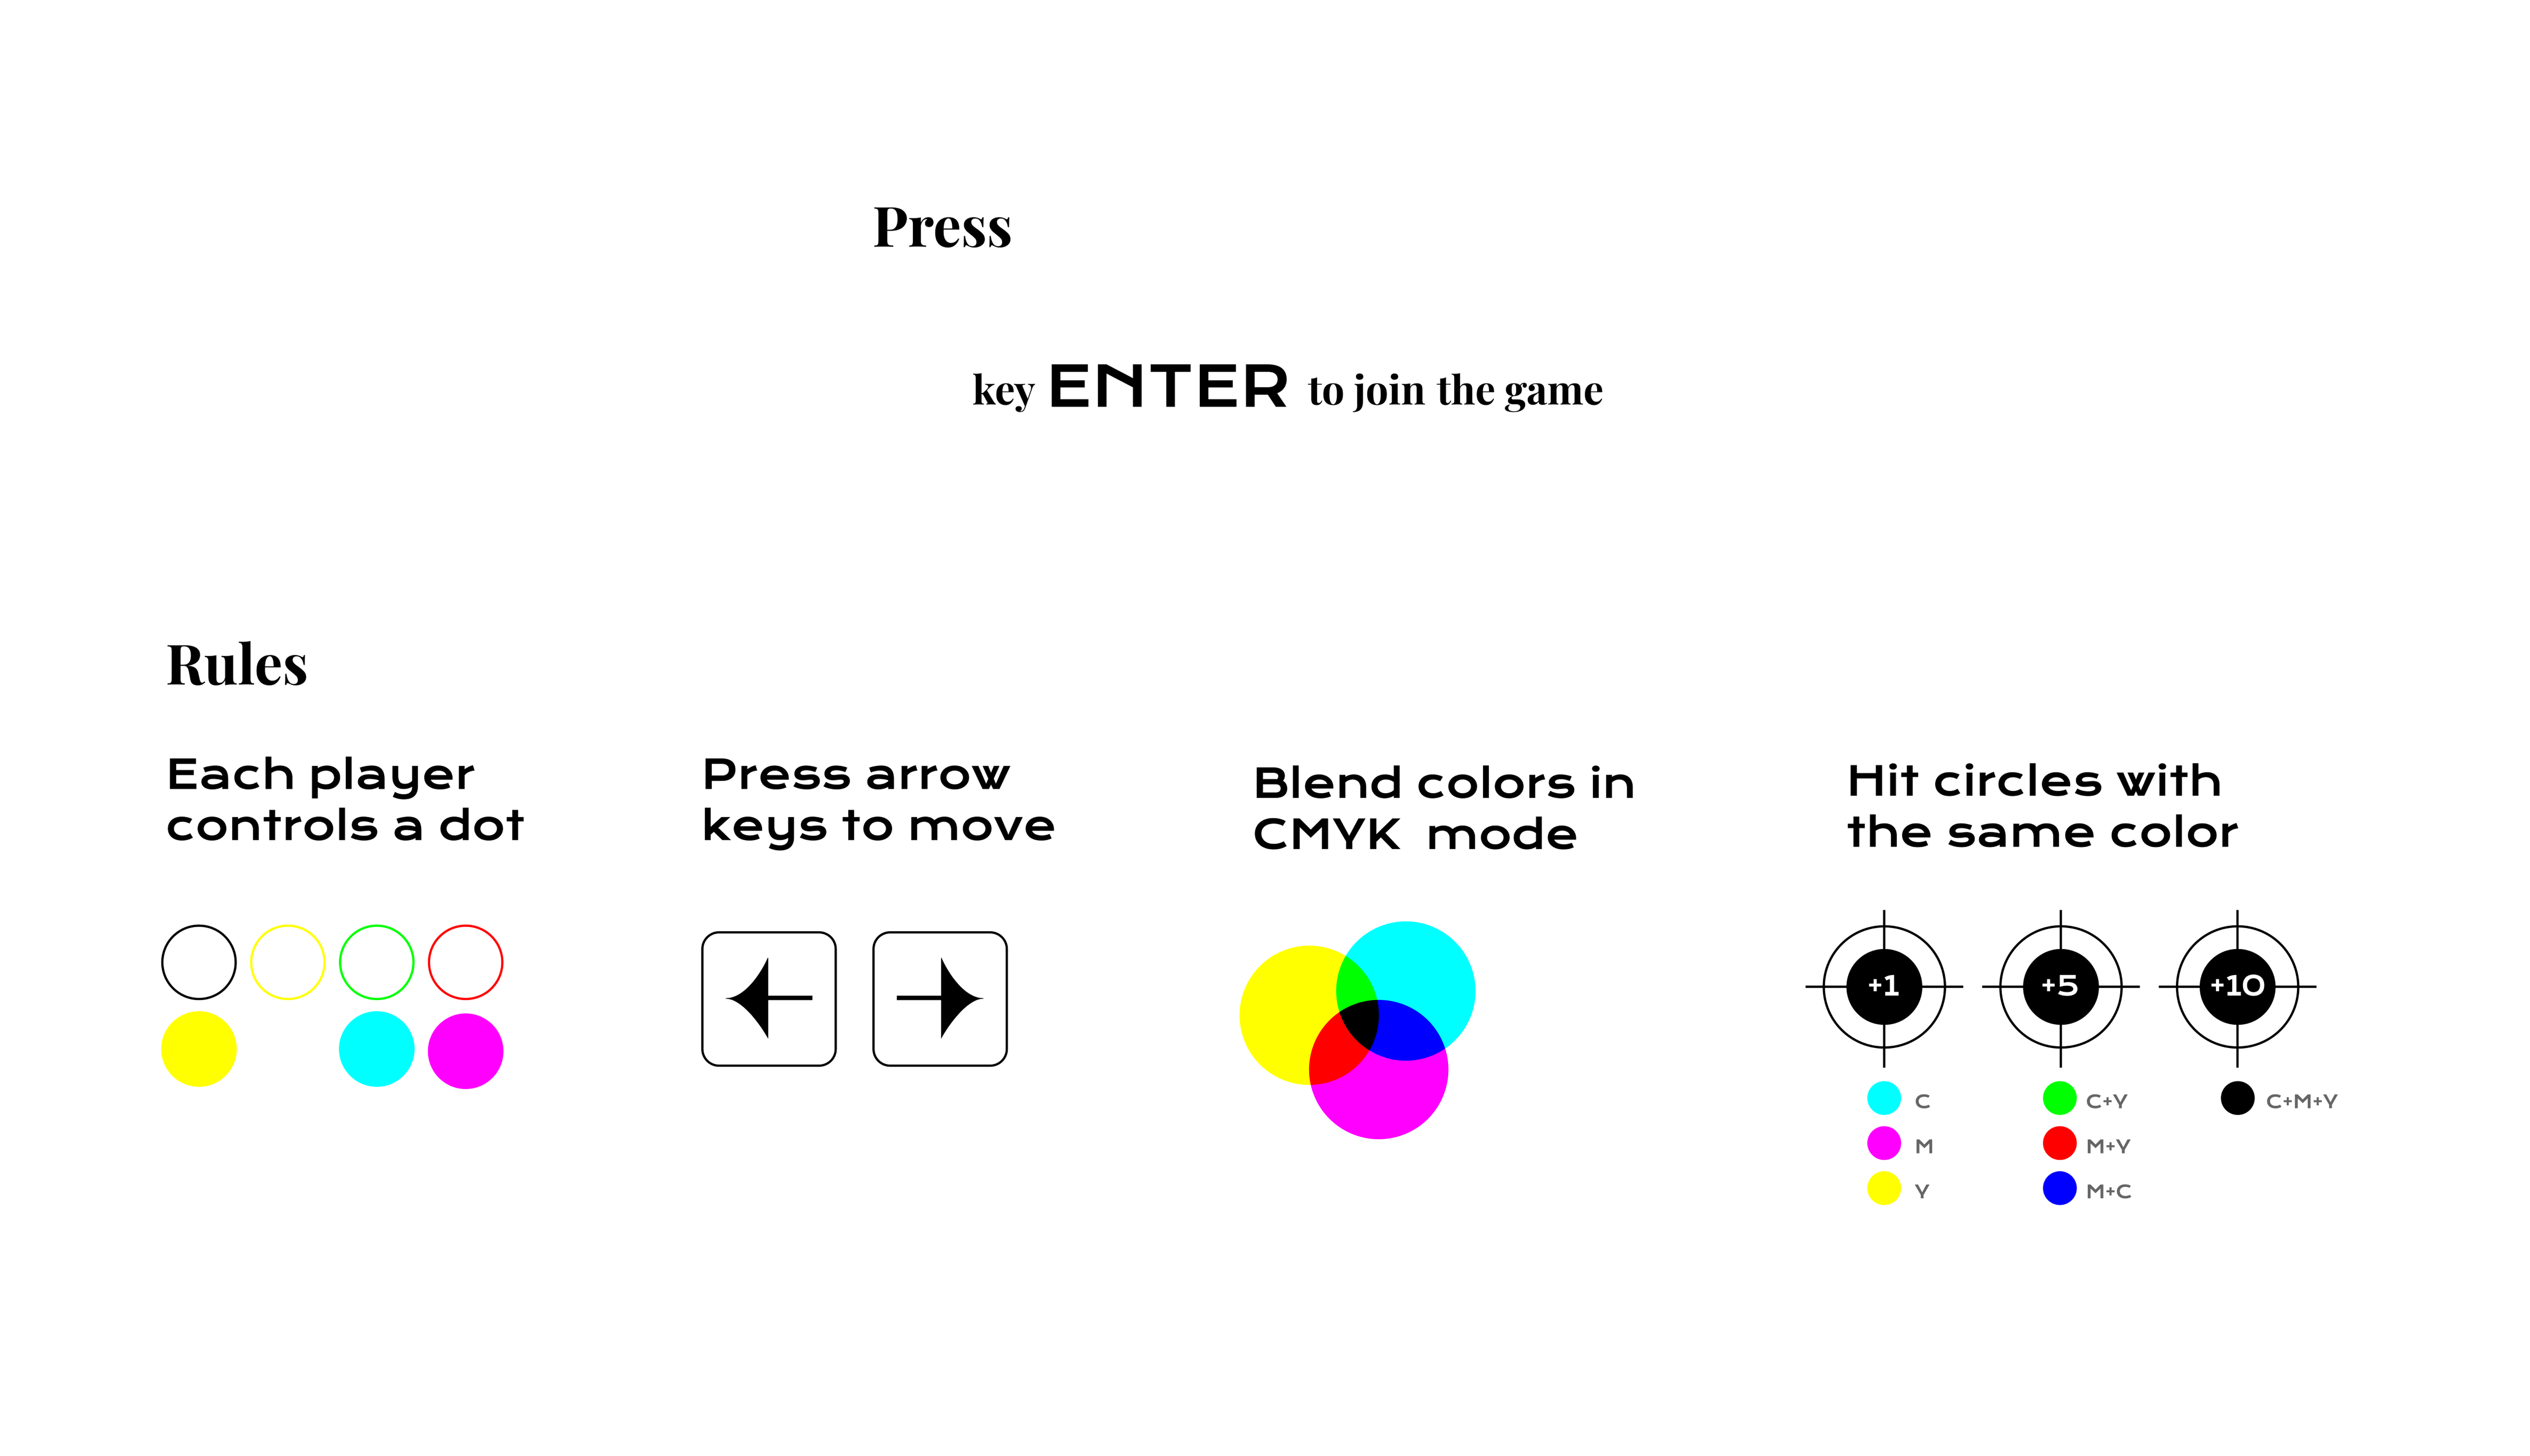 Press
key ENTER to join the game
Rules
Each player
controls a dot
Press arrow
keys to move
Blend colors in
CMYK mode
Hit circles with
the same color
+1
+5
+10
C
C+Y
C+M+Y
M
M+Y
Y
M+C